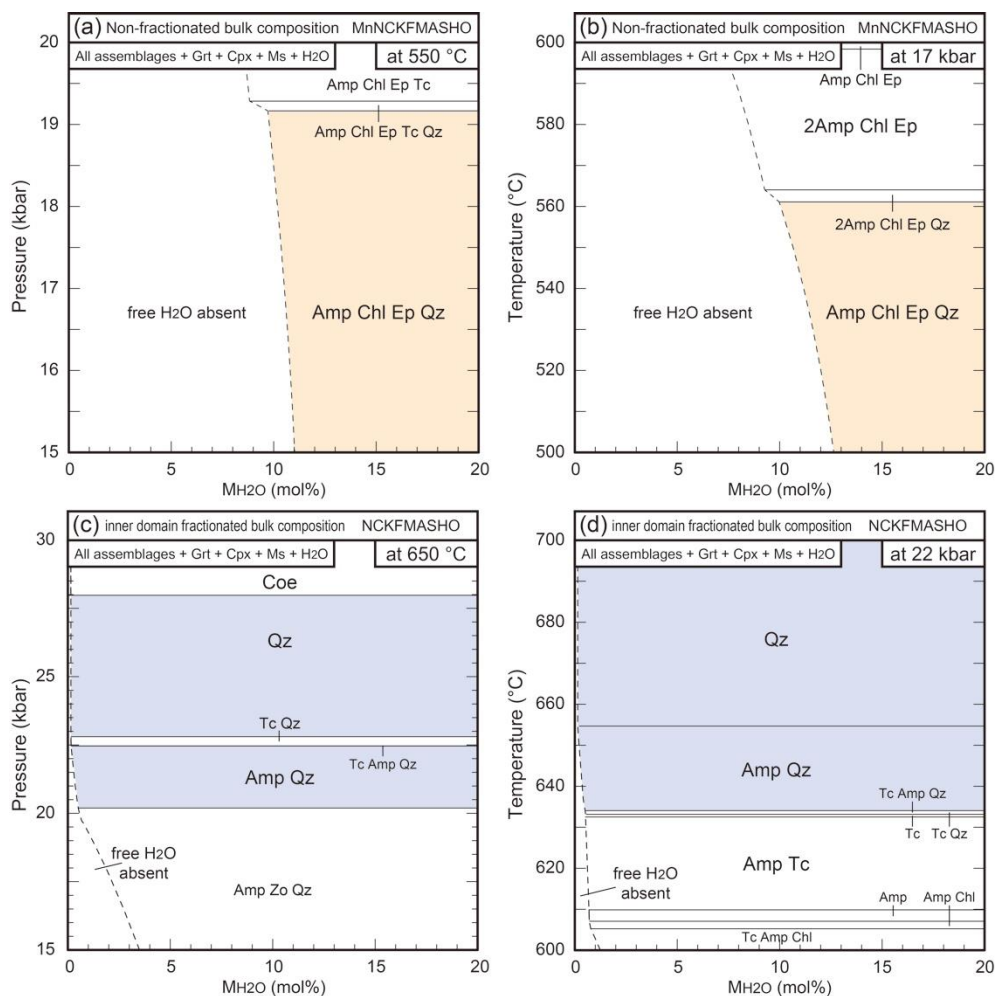 (a) Non-fractionated bulk composition MnNCKFMASHO
All assemblages + Grt + Cpx + Ms + H2O at 550 °C
Amp Chl Ep Tc
Amp Chl Ep Tc Qz
free H2O absent
Amp Chl Ep Qz
Pressure (kbar)
20
19
18
17
16
15
0 5 10 15 20
MH2O (mol%)
(b) Non-fractionated bulk composition MnNCKFMASHO
All assemblages + Grt + Cpx + Ms + H2O at 17 kbar
Amp Chl Ep
2Amp Chl Ep
2Amp Chl Ep Qz
free H2O absent
Amp Chl Ep Qz
Temperature (°C)
600
580
560
540
520
500
0 5 10 15 20
MH2O (mol%)
(c) inner domain fractionated bulk composition NCKFMASHO
All assemblages + Grt + Cpx + Ms + H2O at 650 °C
Coe
Qz
Tc Qz
Tc Amp Qz
Amp Qz
free H2O
absent
Amp Zo Qz
Pressure (kbar)
30
25
20
15
0 5 10 15 20
MH2O (mol%)
(d) inner domain fractionated bulk composition NCKFMASHO
All assemblages + Grt + Cpx + Ms + H2O at 22 kbar
Qz
Amp Qz
Tc Amp Qz
Tc Tc Qz
Amp Tc
free H2O
absent
Amp Amp Chl
Tc Amp Chl
Temperature (°C)
700
680
660
640
620
600
0 5 10 15 20
MH2O (mol%)